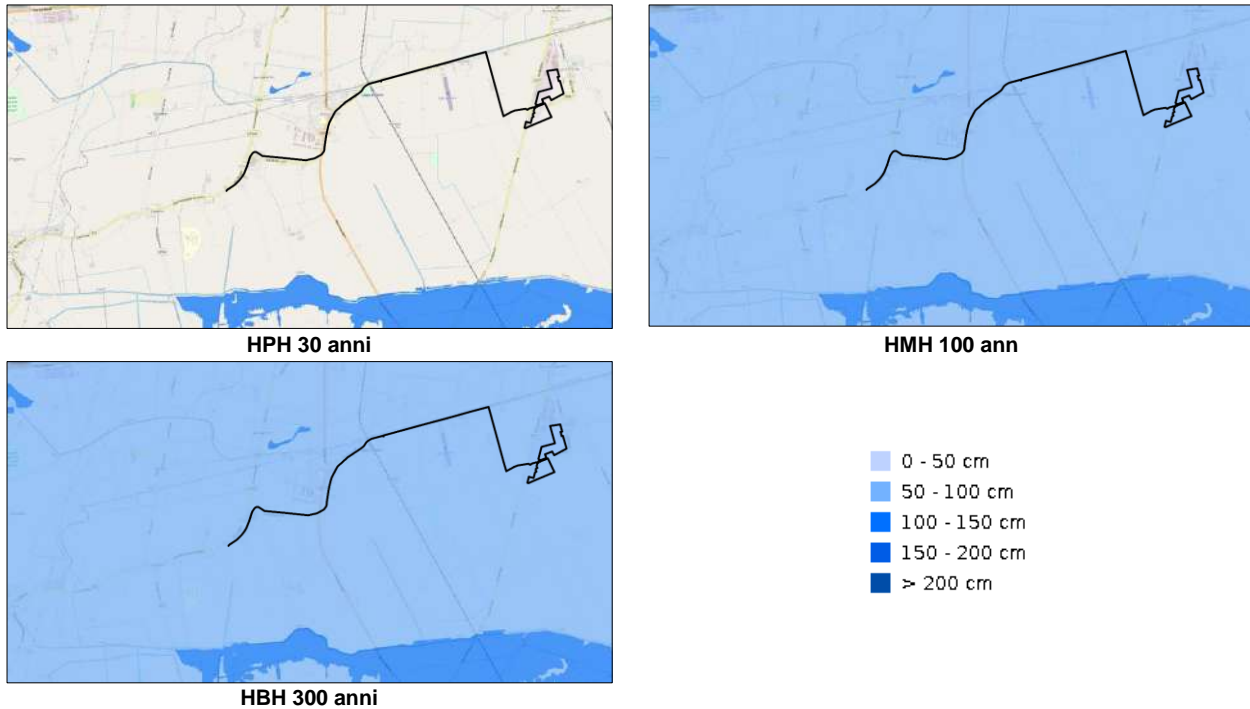 HPH 30 anni
HMH 100 ann
HBH 300 anni
0 - 50 cm
50 - 100 cm
100 - 150 cm
150 - 200 cm
> 200 cm